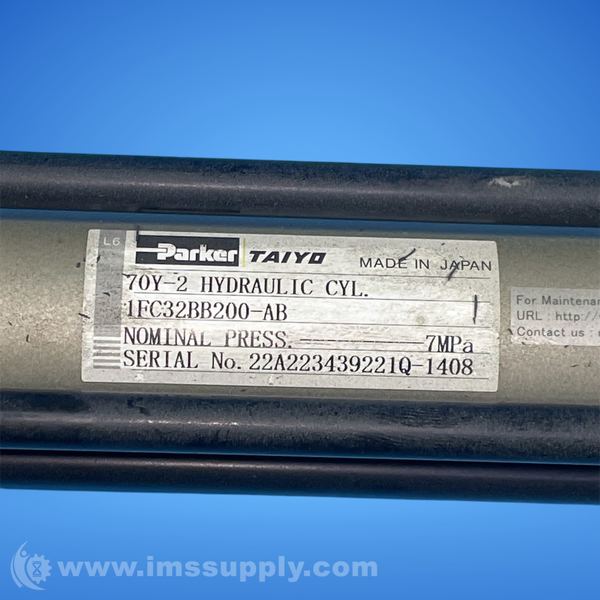 L6 Parker TAIYO MADE IN JAPAN
70Y-2 HYDRAULIC CYL.
1FC32BB200-AB
NOMINAL PRESS. 7MPa
SERIAL No. 22A223439221Q-1408
For Maintenan
URL : http://
Contact us :
www.imssupply.com